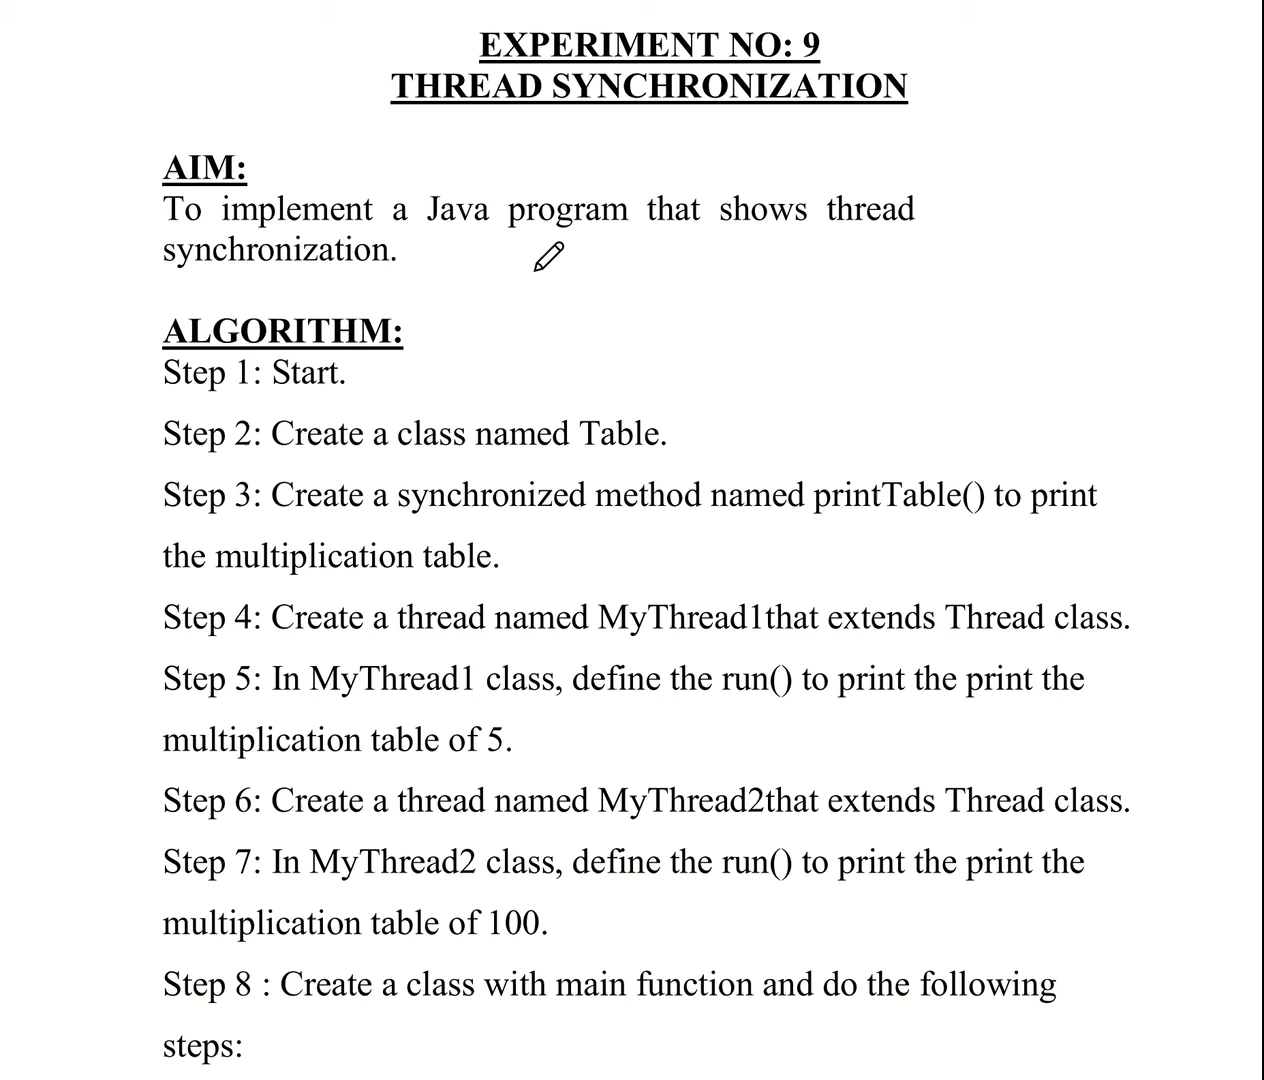 EXPERIMENT NO: 9
THREAD SYNCHRONIZATION
AIM:
To implement a Java program that shows thread
synchronization.
ALGORITHM:
Step 1: Start.
Step 2: Create a class named Table.
Step 3: Create a synchronized method named printTable() to print
the multiplication table.
Step 4: Create a thread named MyThread1that extends Thread class.
Step 5: In MyThread1 class, define the run() to print the print the
multiplication table of 5.
Step 6: Create a thread named MyThread2that extends Thread class.
Step 7: In MyThread2 class, define the run() to print the print the
multiplication table of 100.
Step 8 : Create a class with main function and do the following
steps: